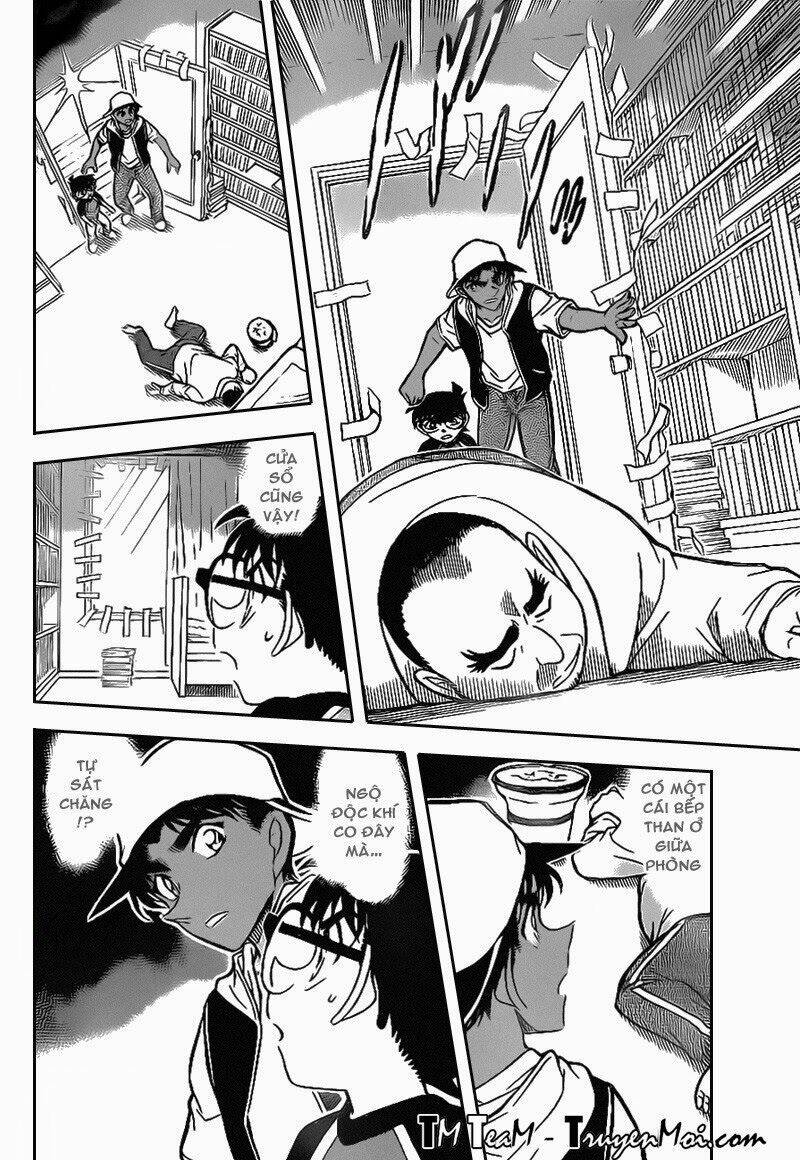 CỬA
SỔ
CŨNG
VẬY!
CÓ MỘT
CÁI BẾP
THAN Ở
GIỮA
PHÒNG
NGỘ
ĐỘC KHÍ
CO ĐÂY
MÀ...
TỰ
SÁT
CHĂNG
!?
TM TEAM - TRUYENMOI.COM